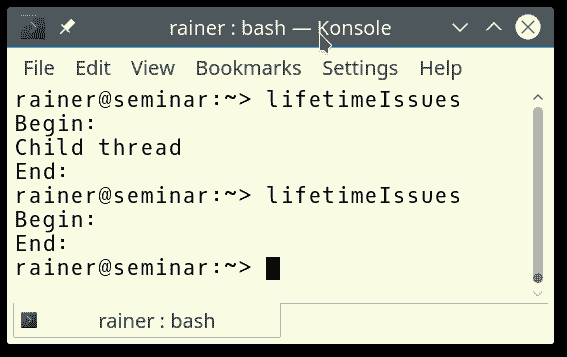 rainer : bash — Konsole
File Edit View Bookmarks Settings Help
rainer@seminar:~> lifetimeIssues
Begin:
Child thread
End:
rainer@seminar:~> lifetimeIssues
Begin:
End:
rainer@seminar:~>
rainer : bash